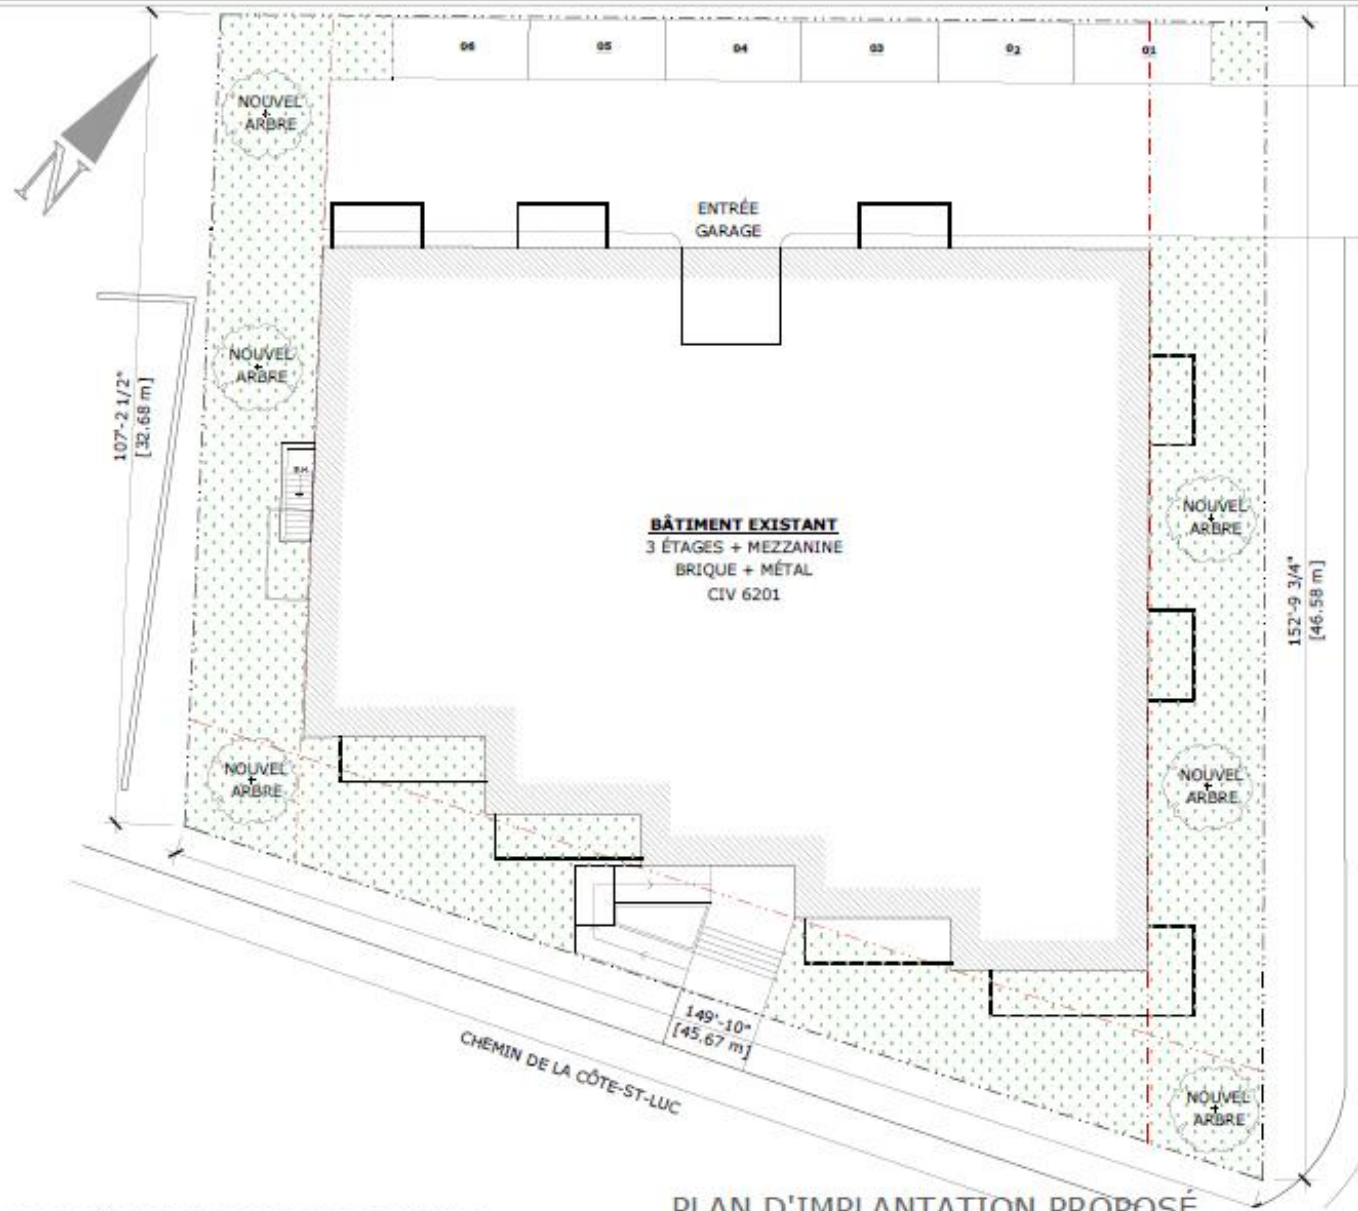 06 05 04 03 02 01
NOUVEL
ARBRE
N
ENTRÉE
GARAGE
NOUVEL
ARBRE
107'-2 1/2"
[32.68 m]
B.H.
BÂTIMENT EXISTANT
3 ÉTAGES + MEZZANINE
BRIQUE + MÉTAL
CIV 6201
NOUVEL
ARBRE
152'-9 3/4"
[46.58 m]
NOUVEL
ARBRE
NOUVEL
ARBRE
149'-10"
[45.67 m]
CHEMIN DE LA CÔTE-ST-LUC
NOUVEL
ARBRE
PLAN D'IMPLANTATION PROPOSÉ